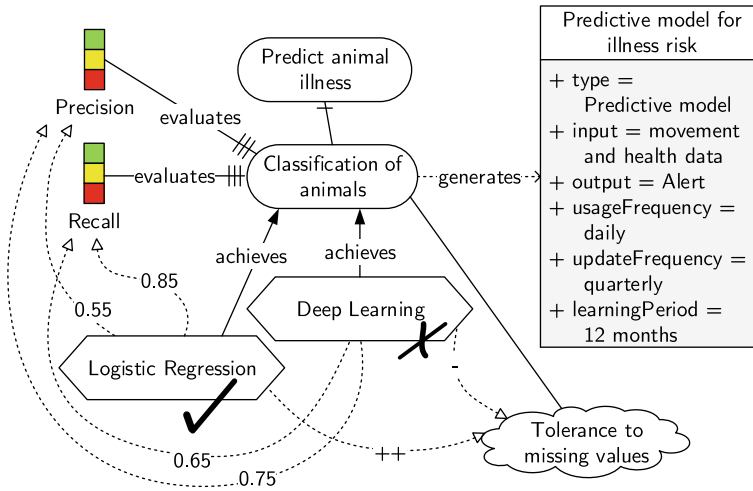 Predictive model for
illness risk
+ type =
Predictive model
+ input = movement
and health data
+ output = Alert
+ usageFrequency =
daily
+ updateFrequency =
quarterly
+ learningPeriod =
12 months
Predict animal
illness
Precision
evaluates
Classification of
animals
evaluates
generates
Recall
achieves
achieves
0.85
0.55
Deep Learning
Logistic Regression
-
Tolerance to
missing values
++
0.65
0.75